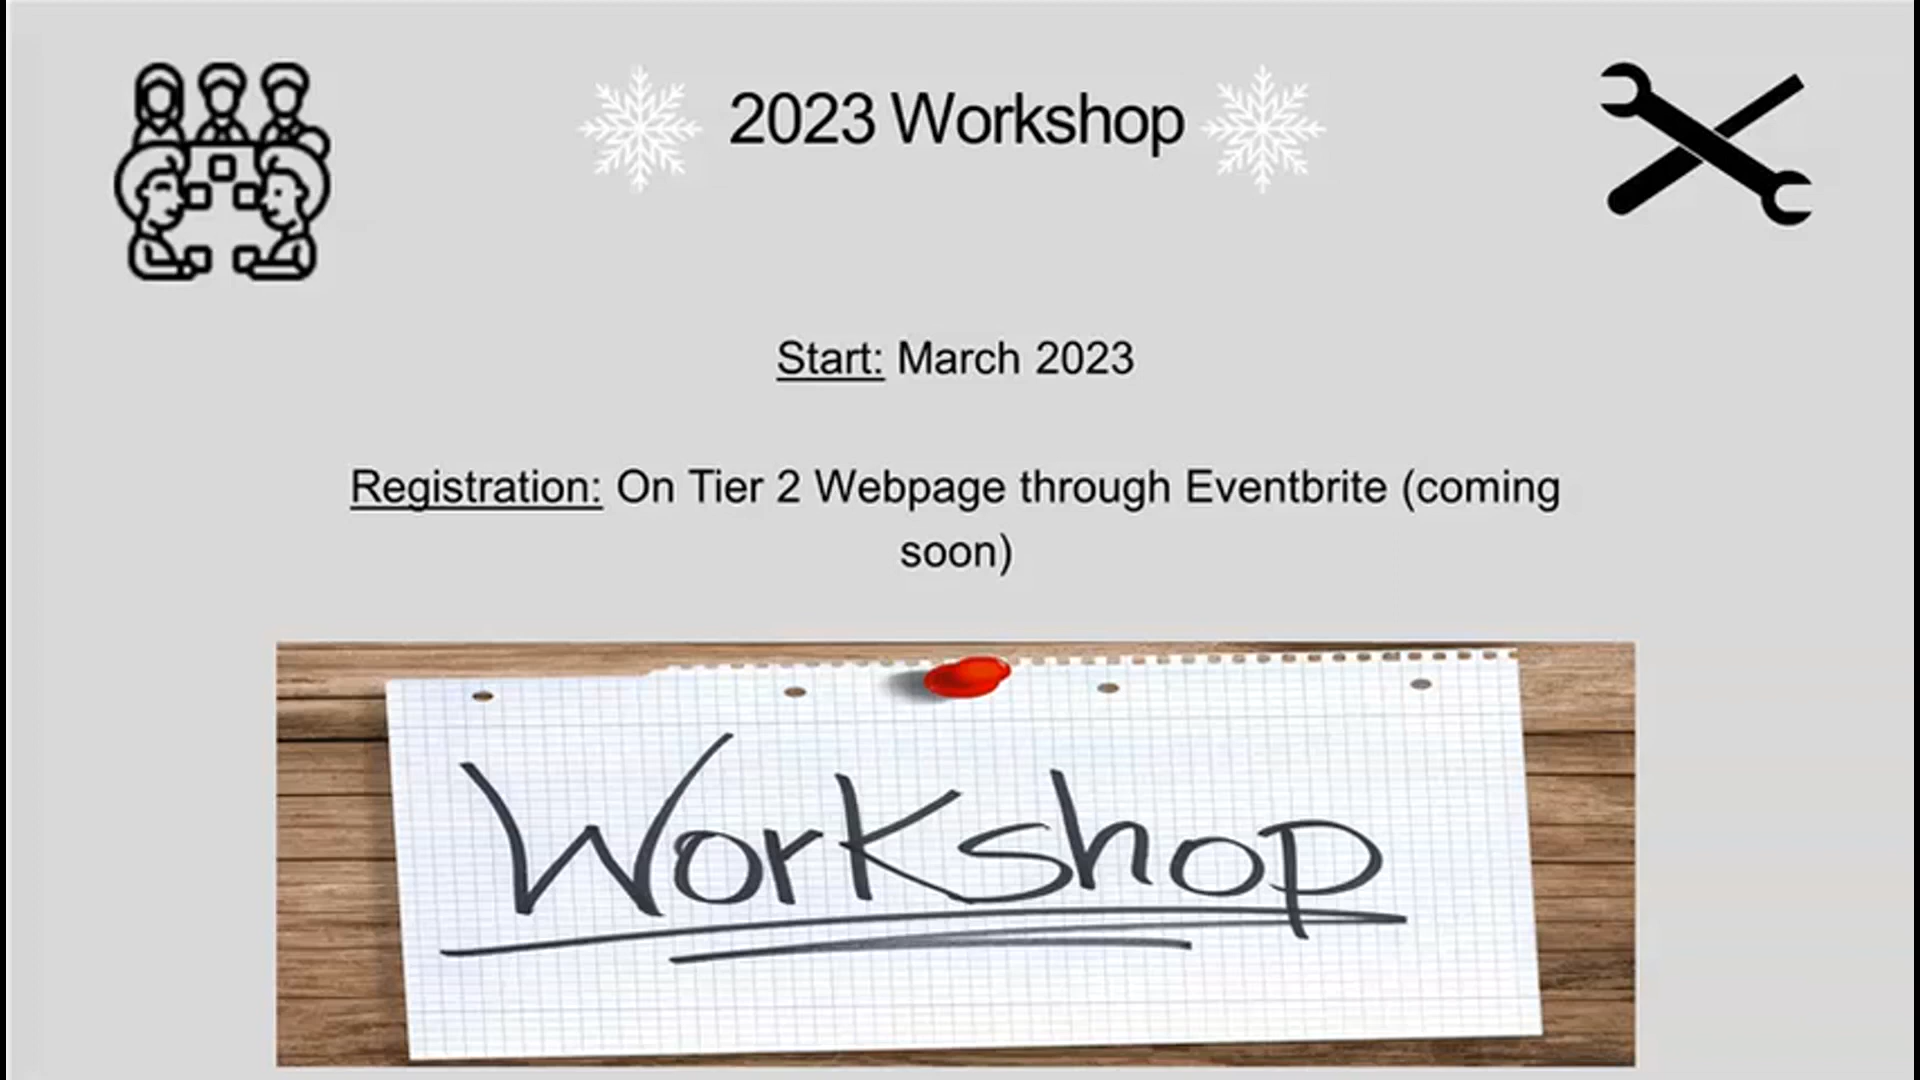 2023 Workshop
Start: March 2023
Registration: On Tier 2 Webpage through Eventbrite (coming
soon)
Workshop